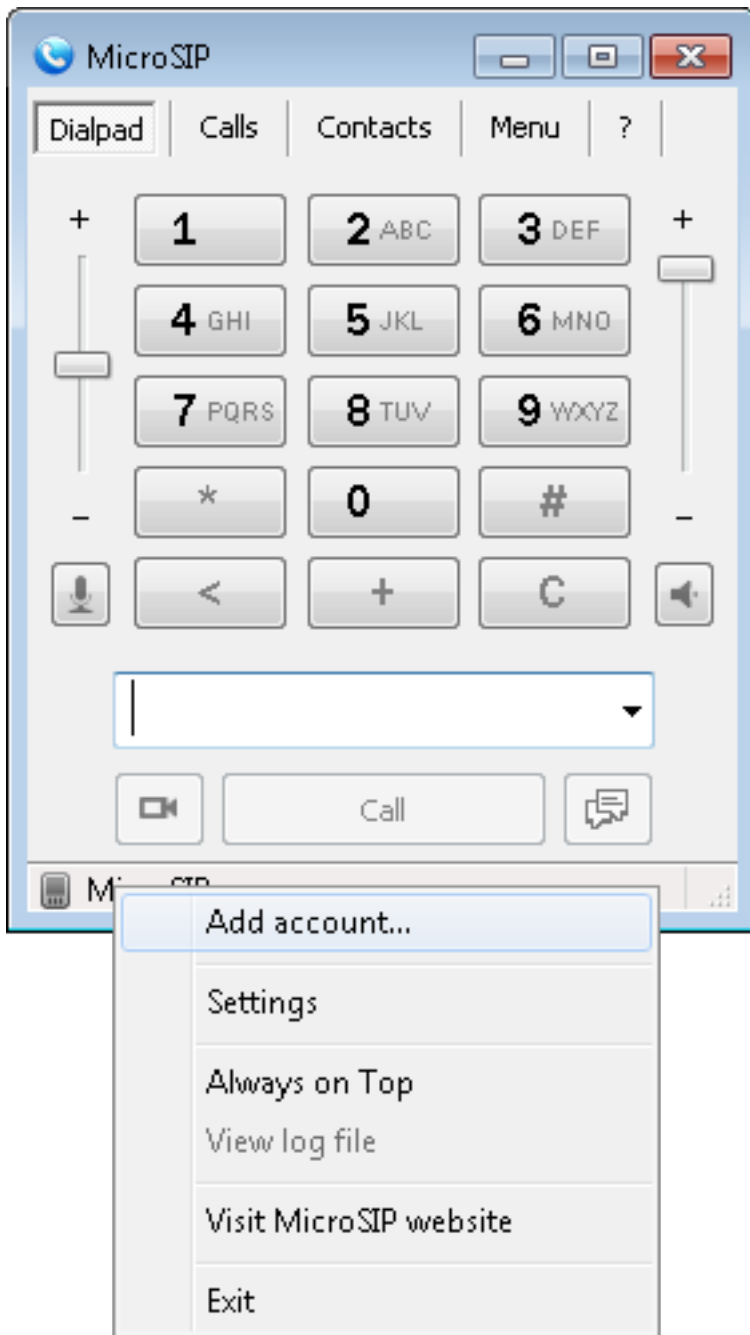 MicroSIP
Dialpad Calls Contacts Menu ?
+ 1 2 ABC 3 DEF +
4 GHI 5 JKL 6 MNO
7 PQRS 8 TUV 9 WXYZ
- * 0 # -
< + C
Call
Add account...
Settings
Always on Top
View log file
Visit MicroSIP website
Exit